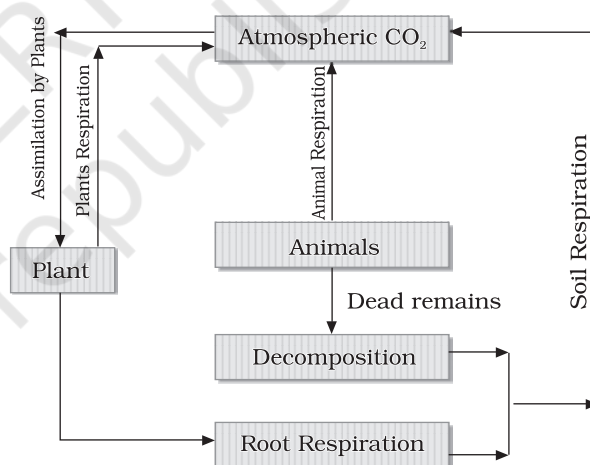 Atmospheric CO₂
Assimilation by Plants
Plants Respiration
Animal Respiration
Soil Respiration
Plant
Animals
Dead remains
Decomposition
Root Respiration